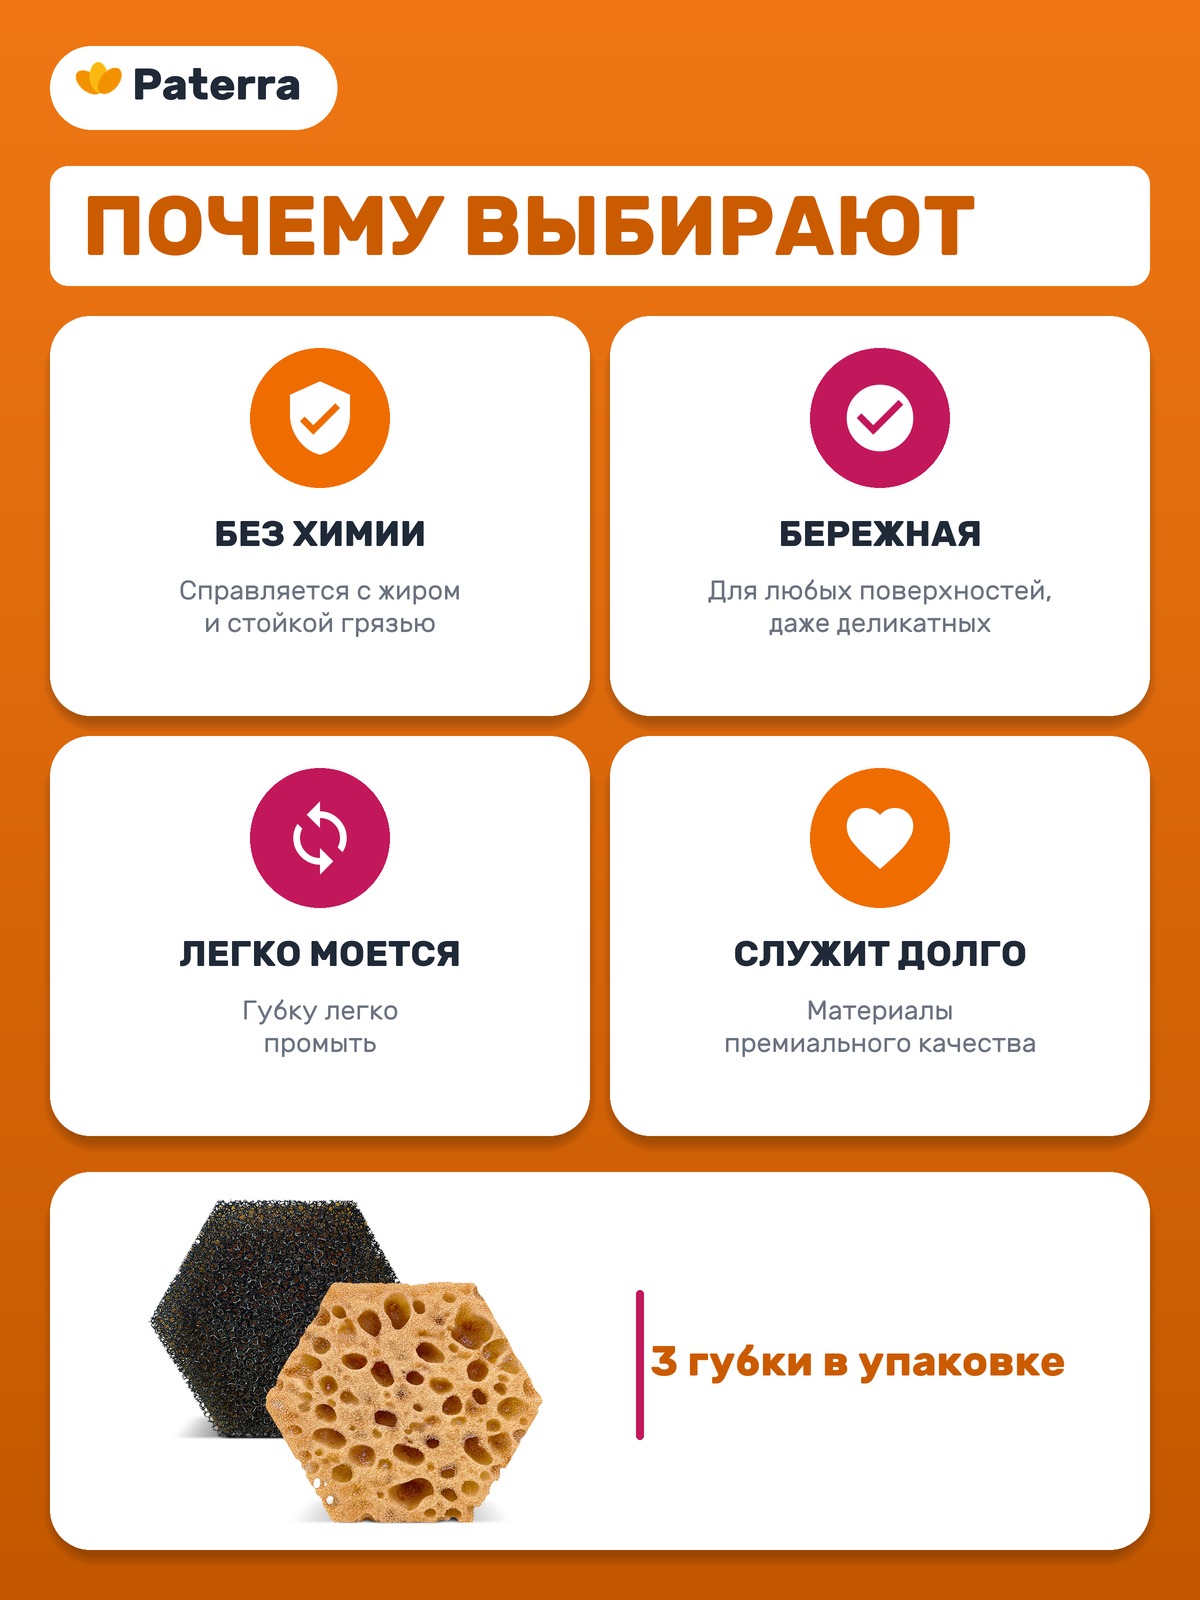 Paterra
ПОЧЕМУ ВЫБИРАЮТ
БЕЗ ХИМИИ
Справляется с жиром
и стойкой грязью
БЕРЕЖНАЯ
Для любых поверхностей,
даже деликатных
ЛЕГКО МОЕТСЯ
Губку легко
промыть
СЛУЖИТ ДОЛГО
Материалы
премиального качества
3 губки в упаковке